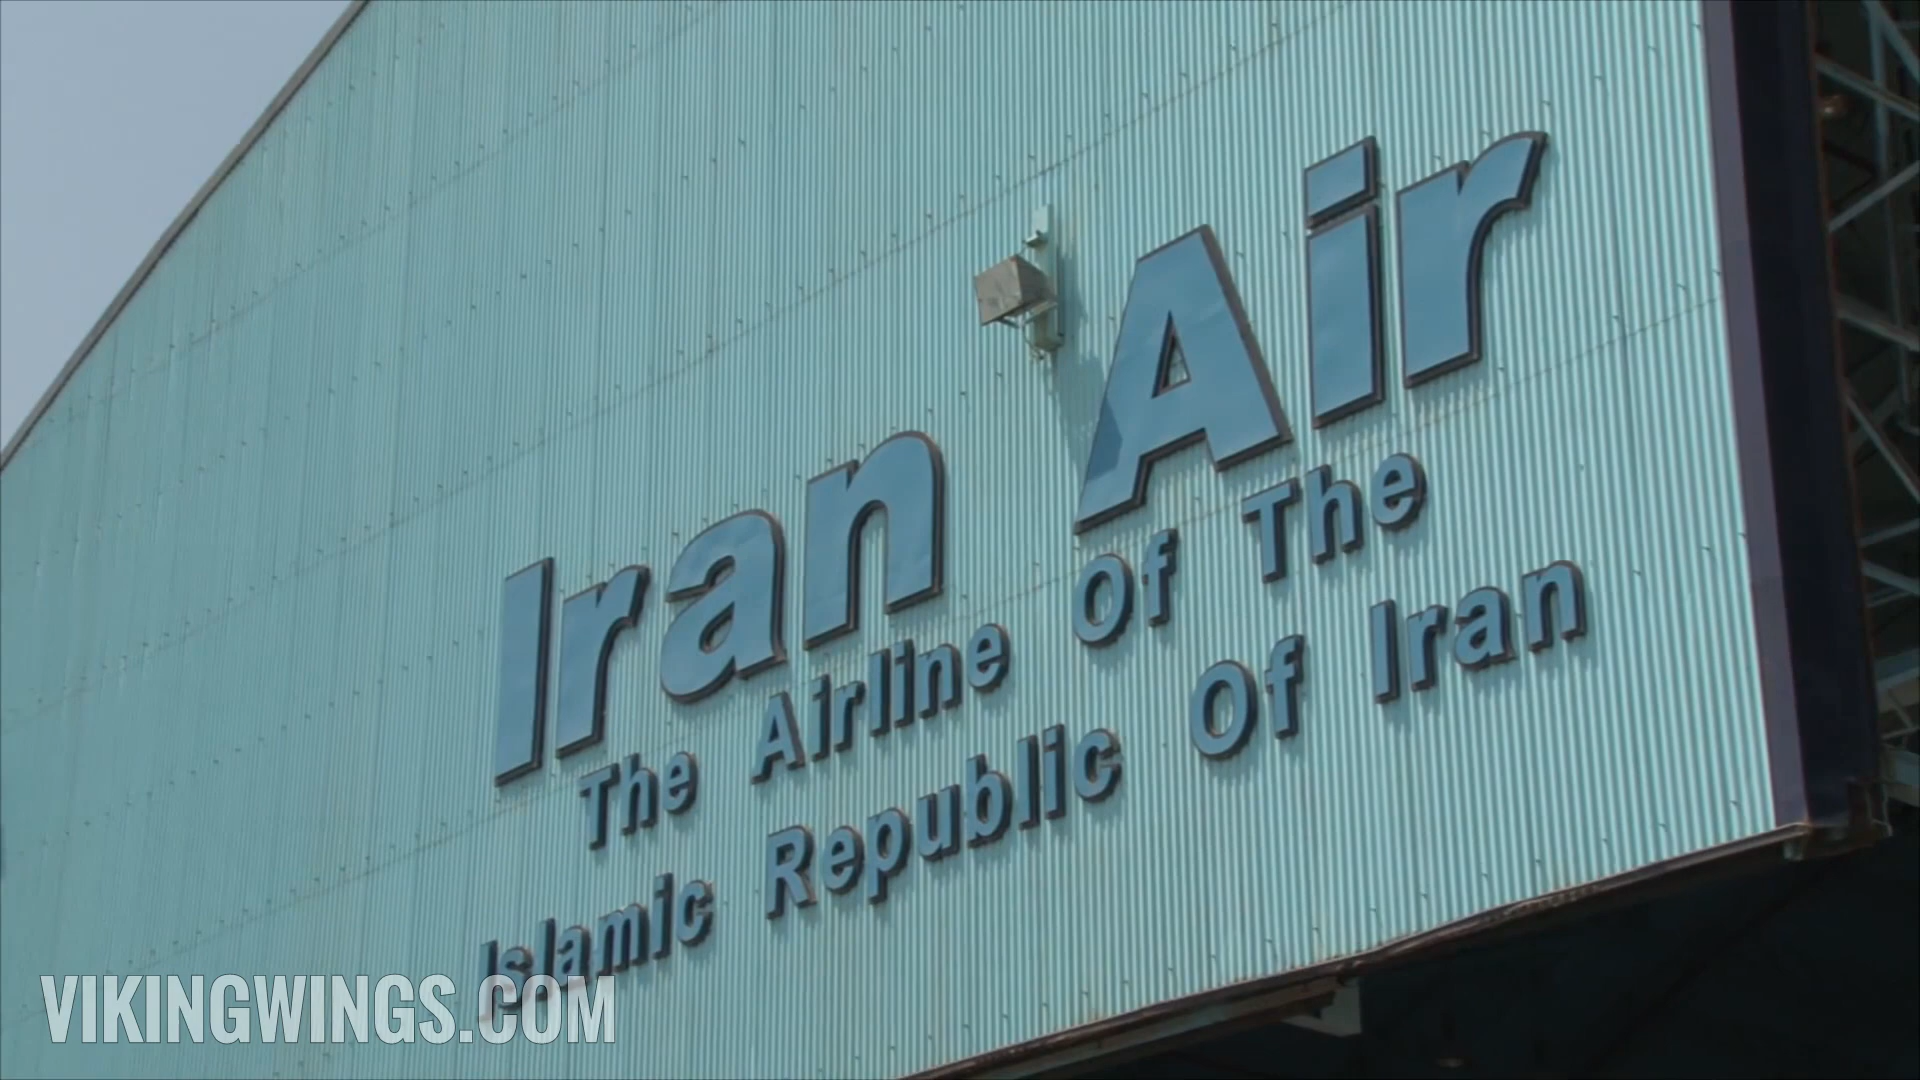 Iran Air
The Airline Of The
Islamic Republic Of Iran
VIKINGWINGS.COM